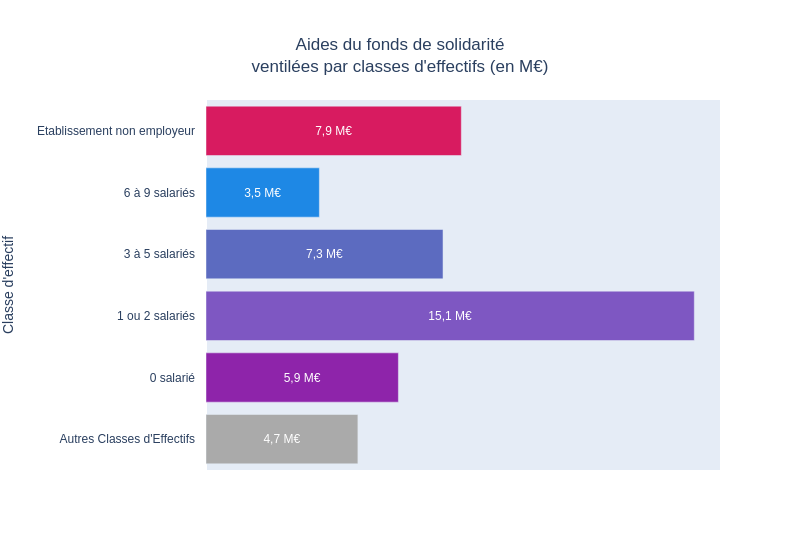 Aides du fonds de solidarité
ventilées par classes d'effectifs (en M€)
Classe d'effectif
Etablissement non employeur
7,9 M€
6 à 9 salariés
3,5 M€
3 à 5 salariés
7,3 M€
1 ou 2 salariés
15,1 M€
0 salarié
5,9 M€
Autres Classes d'Effectifs
4,7 M€